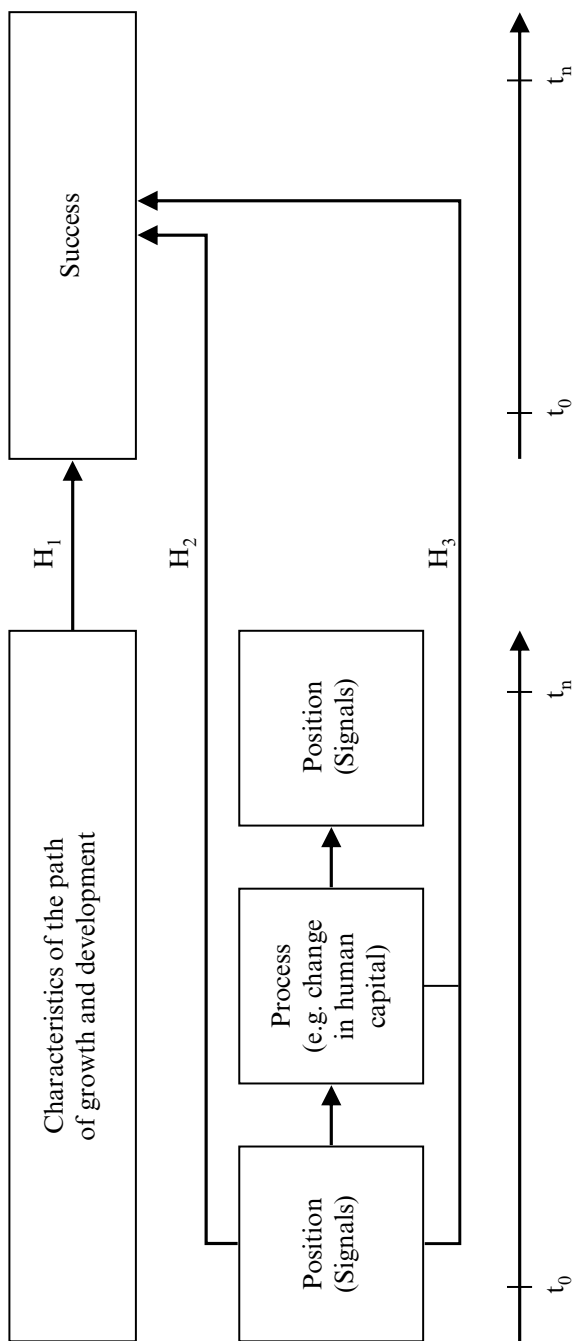 Characteristics of the path
of growth and development
H₁
Success
H₂
Position
(Signals)
Process
(e.g. change
in human
capital)
Position
(Signals)
H₃
t₀
tₙ
t₀
tₙ